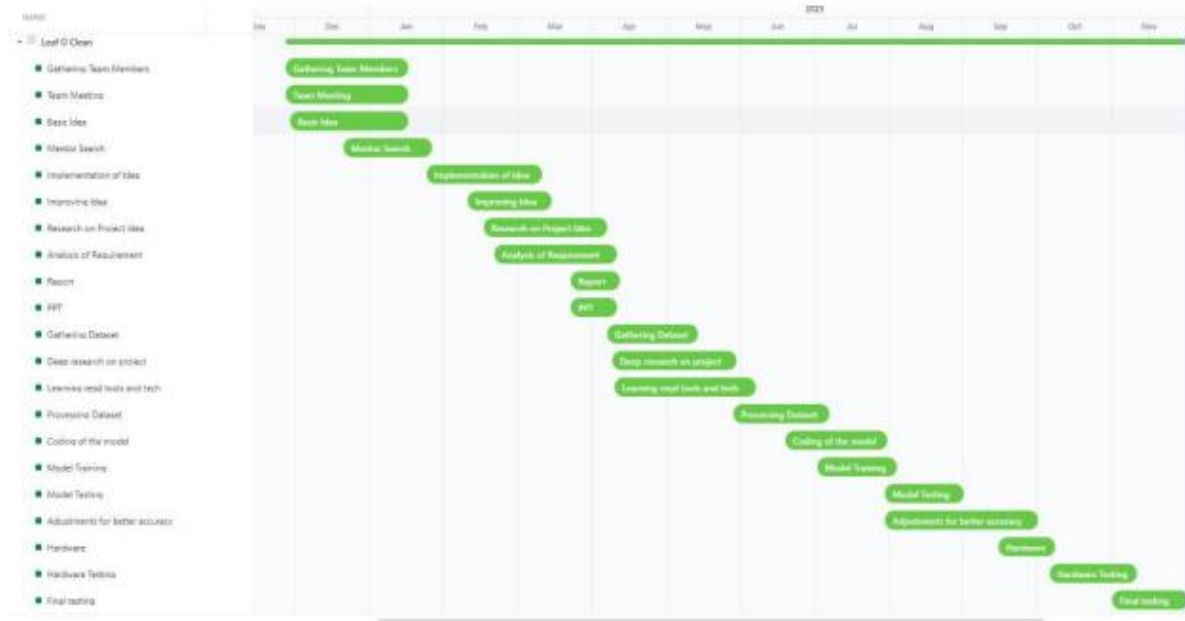 NAME
2023
Nov Dec Jan Feb Mar Apr May Jun Jul Aug Sep Oct Nov
Leaf O Clean
Gathering Team Members Gathering Team Members
Team Meeting Team Meeting
Basic Idea Basic Idea
Mentor Search Mentor Search
Implementation of Idea Implementation of Idea
Improving Idea Improving Idea
Research on Project Idea Research on Project Idea
Analysis of Requirement Analysis of Requirement
Report Report
PPT PPT
Gathering Dataset Gathering Dataset
Deep research on project Deep research on project
Learning reqd tools and tech Learning reqd tools and tech
Processing Dataset Processing Dataset
Coding of the model Coding of the model
Model Training Model Training
Model Testing Model Testing
Adjustments for better accuracy Adjustments for better accuracy
Hardware Hardware
Hardware Testing Hardware Testing
Final testing Final testing